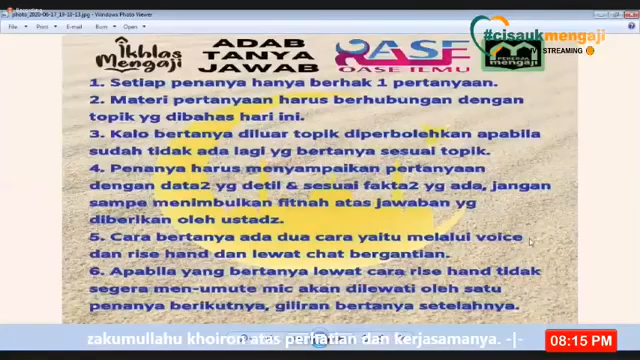 photo_2020-06-17_19-10-13.jpg - Windows Photo Viewer
File Print E-mail Burn Open
#cisaukmengaji
LIVE STREAMING
Ikhlas
Mengaji
ADAB
TANYA
JAWAB
OASE
OASE ILMU
mengaji
1. Setiap penanya hanya berhak 1 pertanyaan.
2. Materi pertanyaan harus berhubungan dengan
topik yg dibahas hari ini.
3. Kalo bertanya diluar topik diperbolehkan apabila
sudah tidak ada lagi yg bertanya sesuai topik.
4. Penanya harus menyampaikan pertanyaan
dengan data2 yg detil & sesuai fakta2 yg ada, jangan
sampe menimbulkan fitnah atas jawaban yg
diberikan oleh ustadz.
5. Cara bertanya ada dua cara yaitu melalui voice
dan rise hand dan lewat chat bergantian.
6. Apabila yang bertanya lewat cara rise hand tidak
segera men-umute mic akan dilewati oleh satu
penanya berikutnya, giliran bertanya setelahnya.
zakumullahu khoiron atas perhatian dan kerjasamanya. -|-
08:15 PM